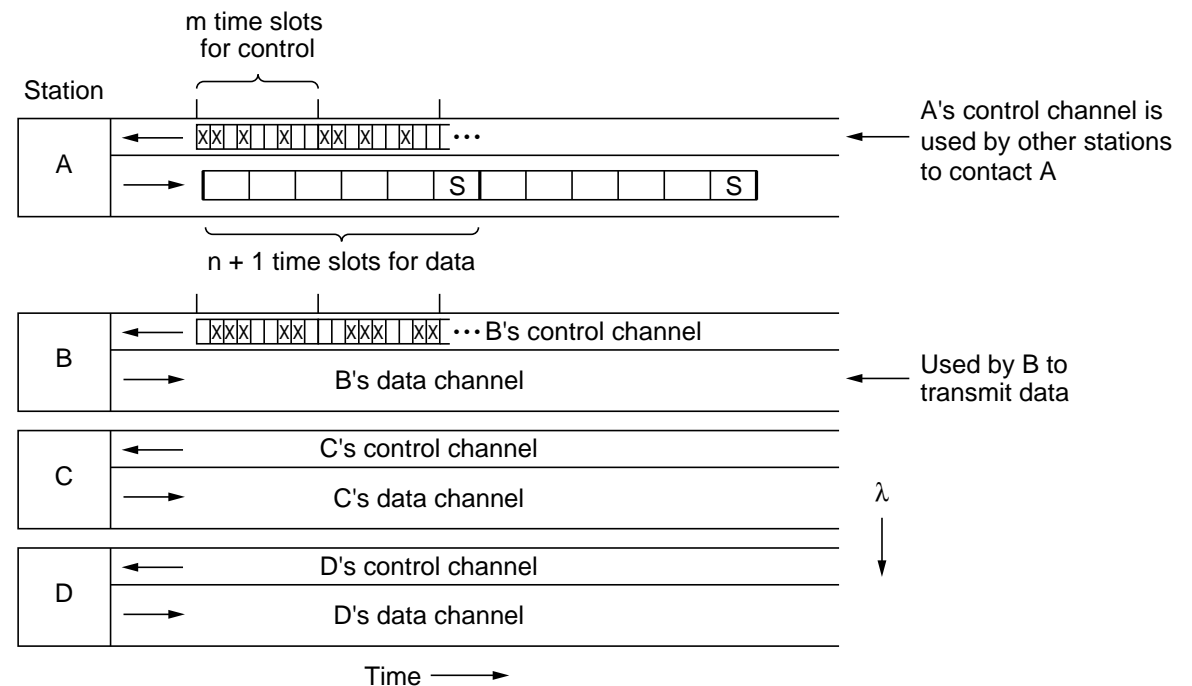 m time slots
for control
Station
A
X X X X X X X X ...
S S
A's control channel is
used by other stations
to contact A
n + 1 time slots for data
B
X X X X X X X X X X ... B's control channel
B's data channel
Used by B to
transmit data
C
C's control channel
C's data channel
λ
D
D's control channel
D's data channel
Time